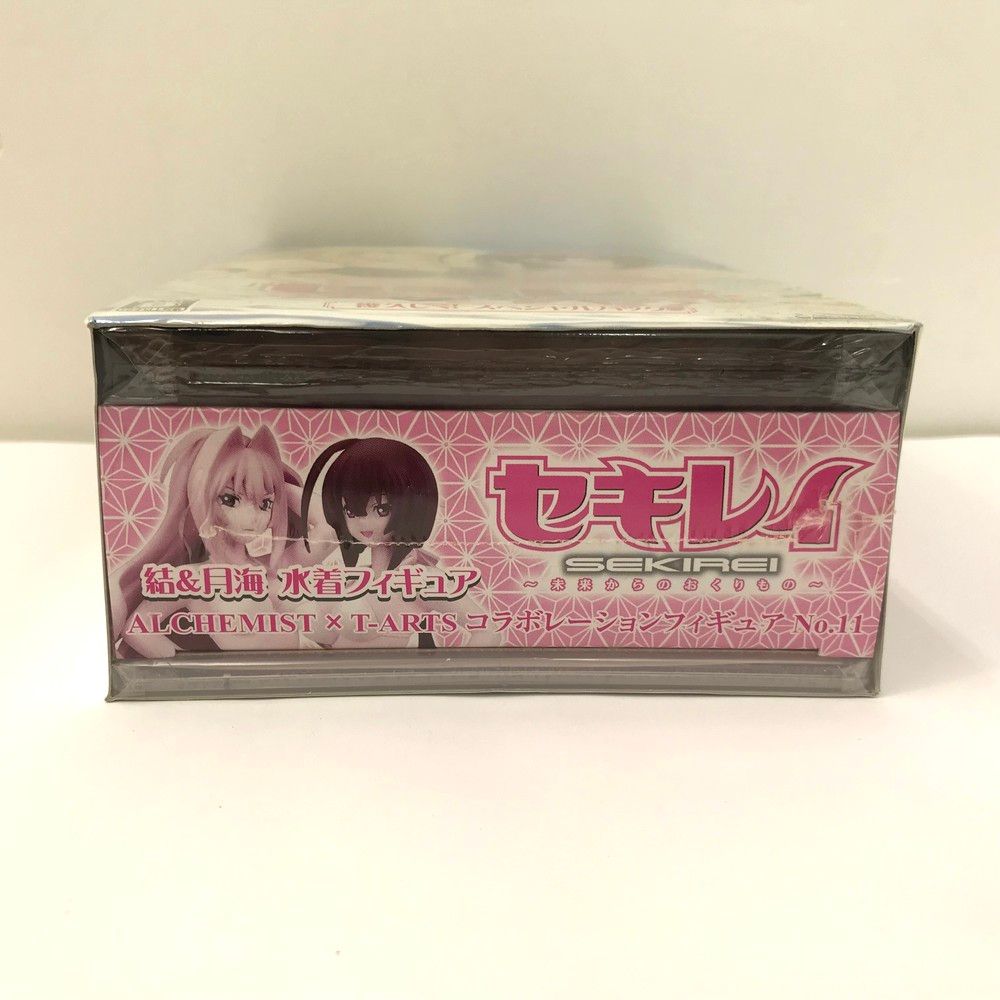 セキレイ
SEKIREI
～未来からのおくりもの～
結&月海 水着フィギュア
ALCHEMIST × T-ARTS コラボレーションフィギュア No.11